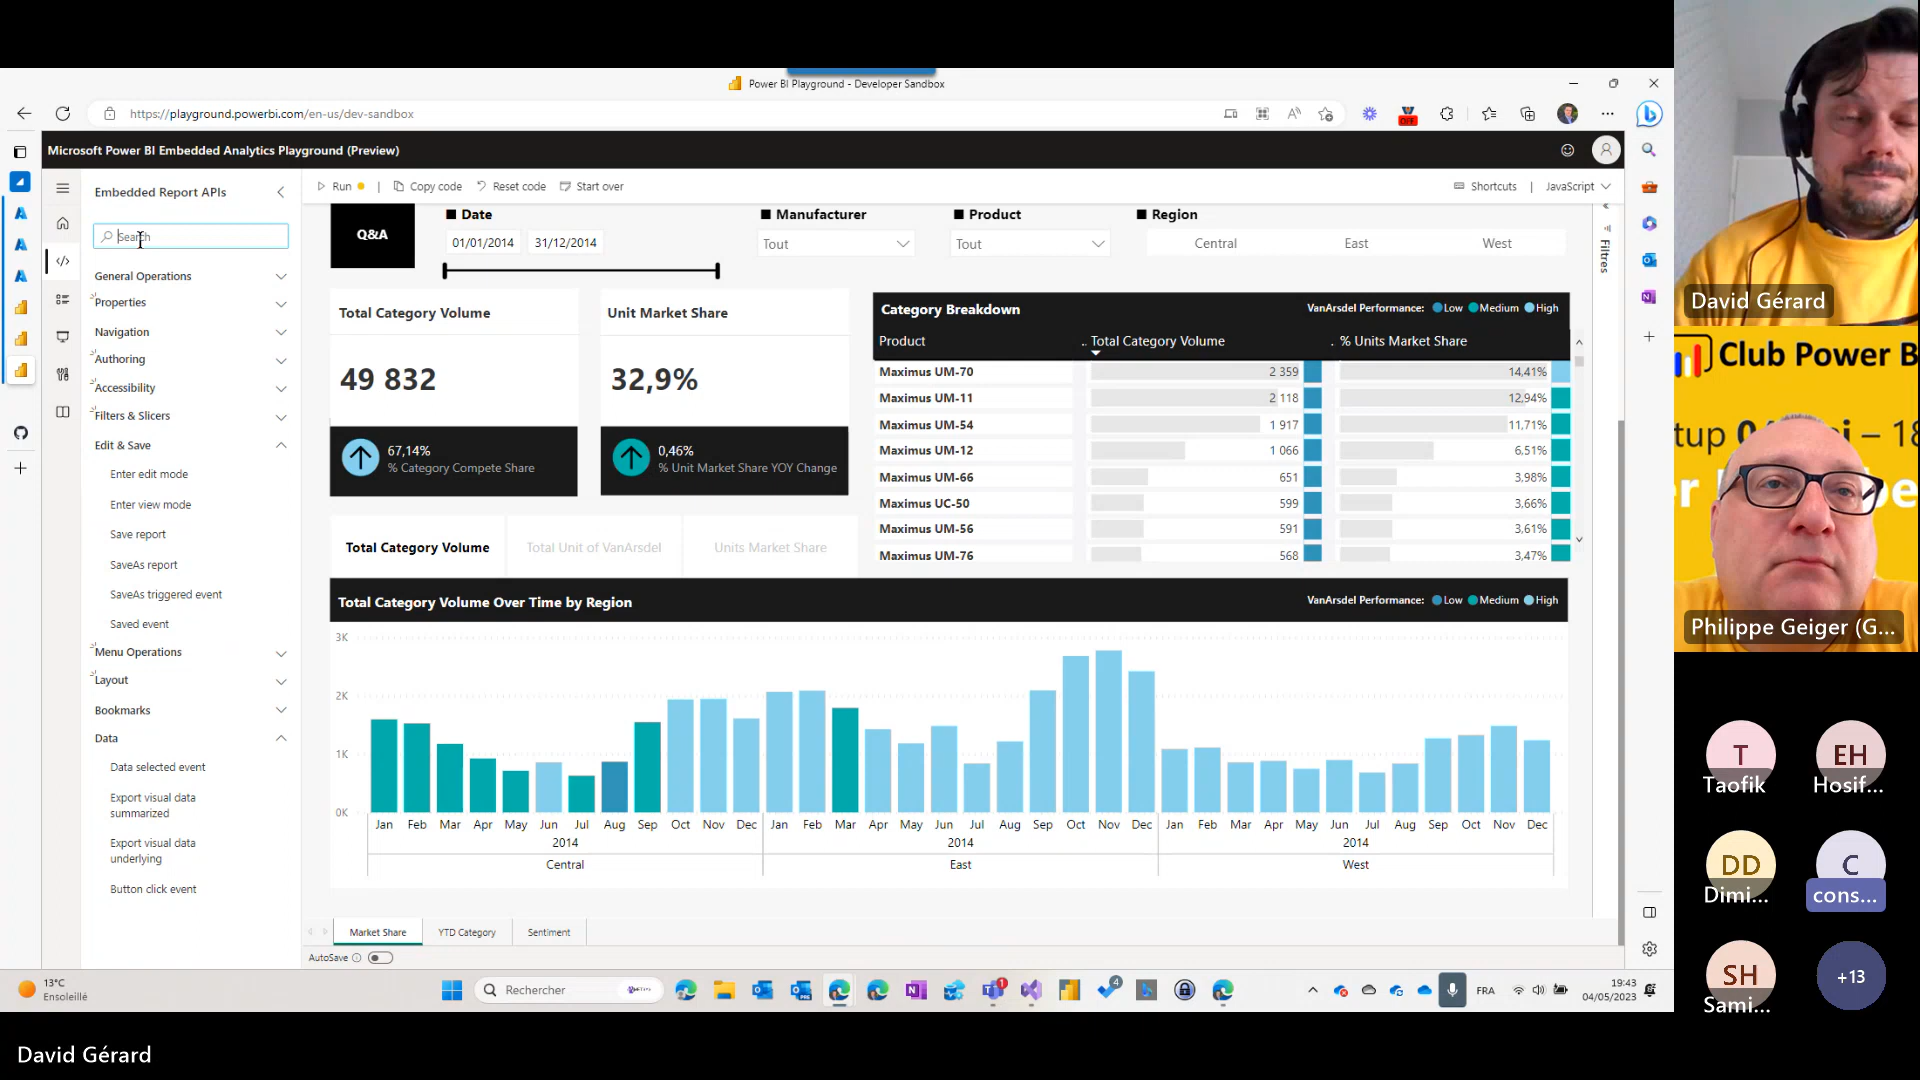 Power BI Playground - Developer Sandbox
https://playground.powerbi.com/en-us/dev-sandbox
OFF
Microsoft Power BI Embedded Analytics Playground (Preview)
Embedded Report APIs
Run
Copy code
Reset code
Start over
Shortcuts
JavaScript
Search
General Operations
Properties
Navigation
Authoring
Accessibility
Filters & Slicers
Edit & Save
Enter edit mode
Enter view mode
Save report
SaveAs report
SaveAs triggered event
Saved event
Menu Operations
Layout
Bookmarks
Data
Data selected event
Export visual data
summarized
Export visual data
underlying
Button click event
Q&A
Date
01/01/2014 31/12/2014
Manufacturer
Tout
Product
Tout
Region
Central East West
Filtres
Total Category Volume
49 832
67,14%
% Category Compete Share
Unit Market Share
32,9%
0,46%
% Unit Market Share YOY Change
Category Breakdown
VanArsdel Performance: Low Medium High
Product .. Total Category Volume . % Units Market Share
Maximus UM-70 2 359 14,41%
Maximus UM-11 2 118 12,94%
Maximus UM-54 1 917 11,71%
Maximus UM-12 1 066 6,51%
Maximus UM-66 651 3,98%
Maximus UC-50 599 3,66%
Maximus UM-56 591 3,61%
Maximus UM-76 568 3,47%
Total Category Volume Total Unit of VanArsdel Units Market Share
Total Category Volume Over Time by Region
VanArsdel Performance: Low Medium High
3K
2K
1K
0K
Jan Feb Mar Apr May Jun Jul Aug Sep Oct Nov Dec Jan Feb Mar Apr May Jun Jul Aug Sep Oct Nov Dec Jan Feb Mar Apr May Jun Jul Aug Sep Oct Nov Dec
2014 2014 2014
Central East West
Market Share YTD Category Sentiment
AutoSave
13°C
Ensoleillé
Rechercher
1
4
FRA
19:43
04/05/2023
David Gérard
Club Power B
Philippe Geiger (G...
T
Taofik
EH
Hosif...
DD
Dimi...
C
cons...
SH
Sami...
+13
David Gérard